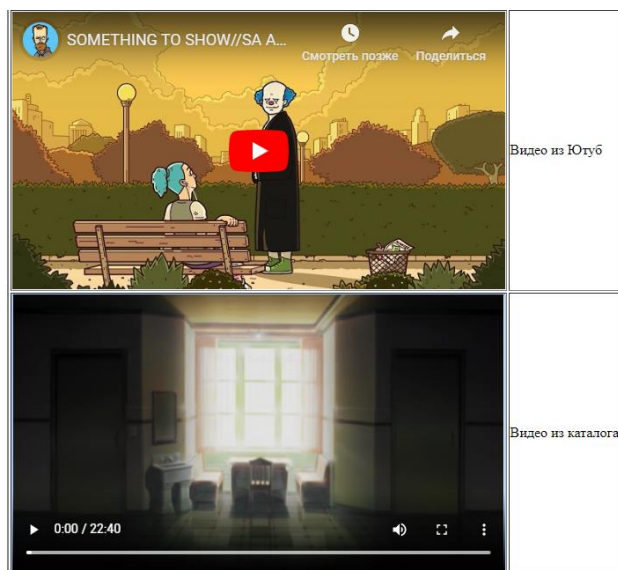 SOMETHING TO SHOW//SA A...
Смотреть позже
Поделиться
Видео из Ютуб
0:00 / 22:40
Видео из каталога